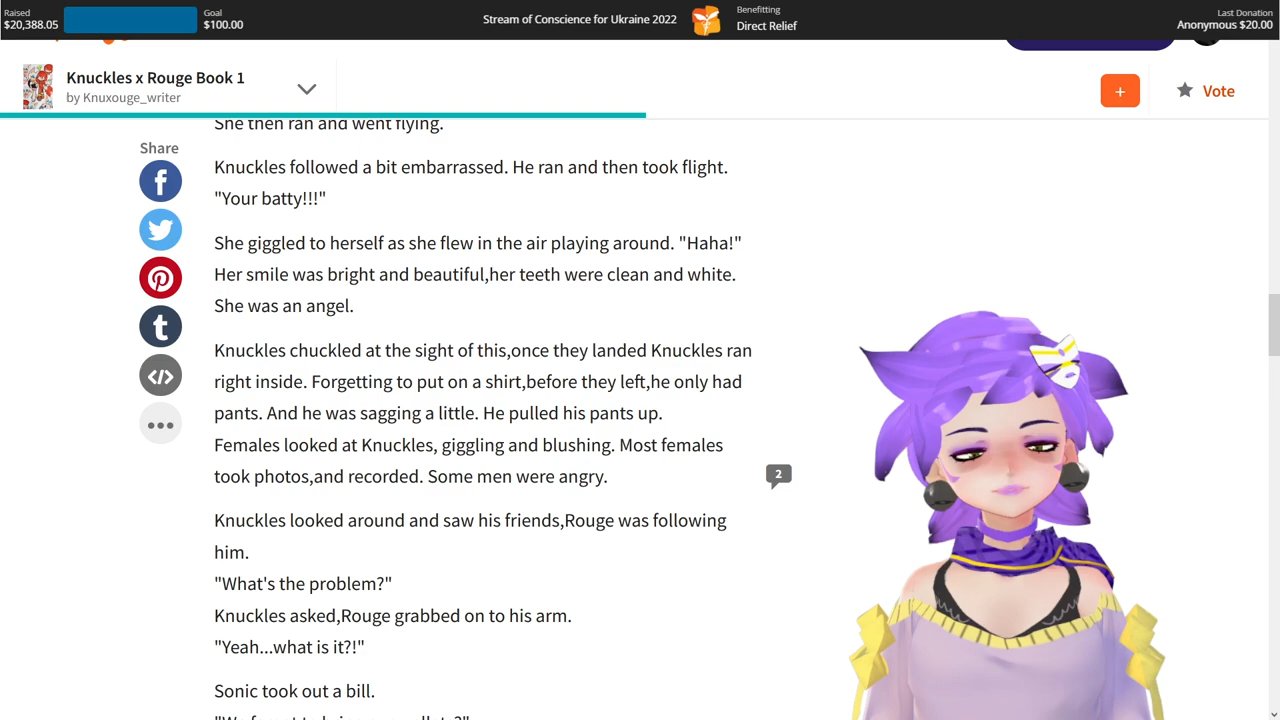 Raised
$20,388.05
Goal
$100.00
Stream of Conscience for Ukraine 2022
Benefitting
Direct Relief
Last Donation
Anonymous $20.00
Knuckles x Rouge Book 1
by Knuxouge_writer
+
Vote
Share
She then ran and went flying.
Knuckles followed a bit embarrassed. He ran and then took flight.
"Your batty!!!"
She giggled to herself as she flew in the air playing around. "Haha!"
Her smile was bright and beautiful,her teeth were clean and white.
She was an angel.
Knuckles chuckled at the sight of this,once they landed Knuckles ran
right inside. Forgetting to put on a shirt,before they left,he only had
pants. And he was sagging a little. He pulled his pants up.
Females looked at Knuckles, giggling and blushing. Most females
took photos,and recorded. Some men were angry.
2
Knuckles looked around and saw his friends,Rouge was following
him.
"What's the problem?"
Knuckles asked,Rouge grabbed on to his arm.
"Yeah...what is it?!"
Sonic took out a bill.